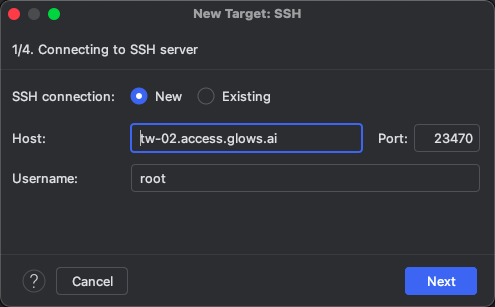 New Target: SSH
1/4. Connecting to SSH server
SSH connection: New Existing
Host: tw-02.access.glows.ai Port: 23470
Username: root
? Cancel Next